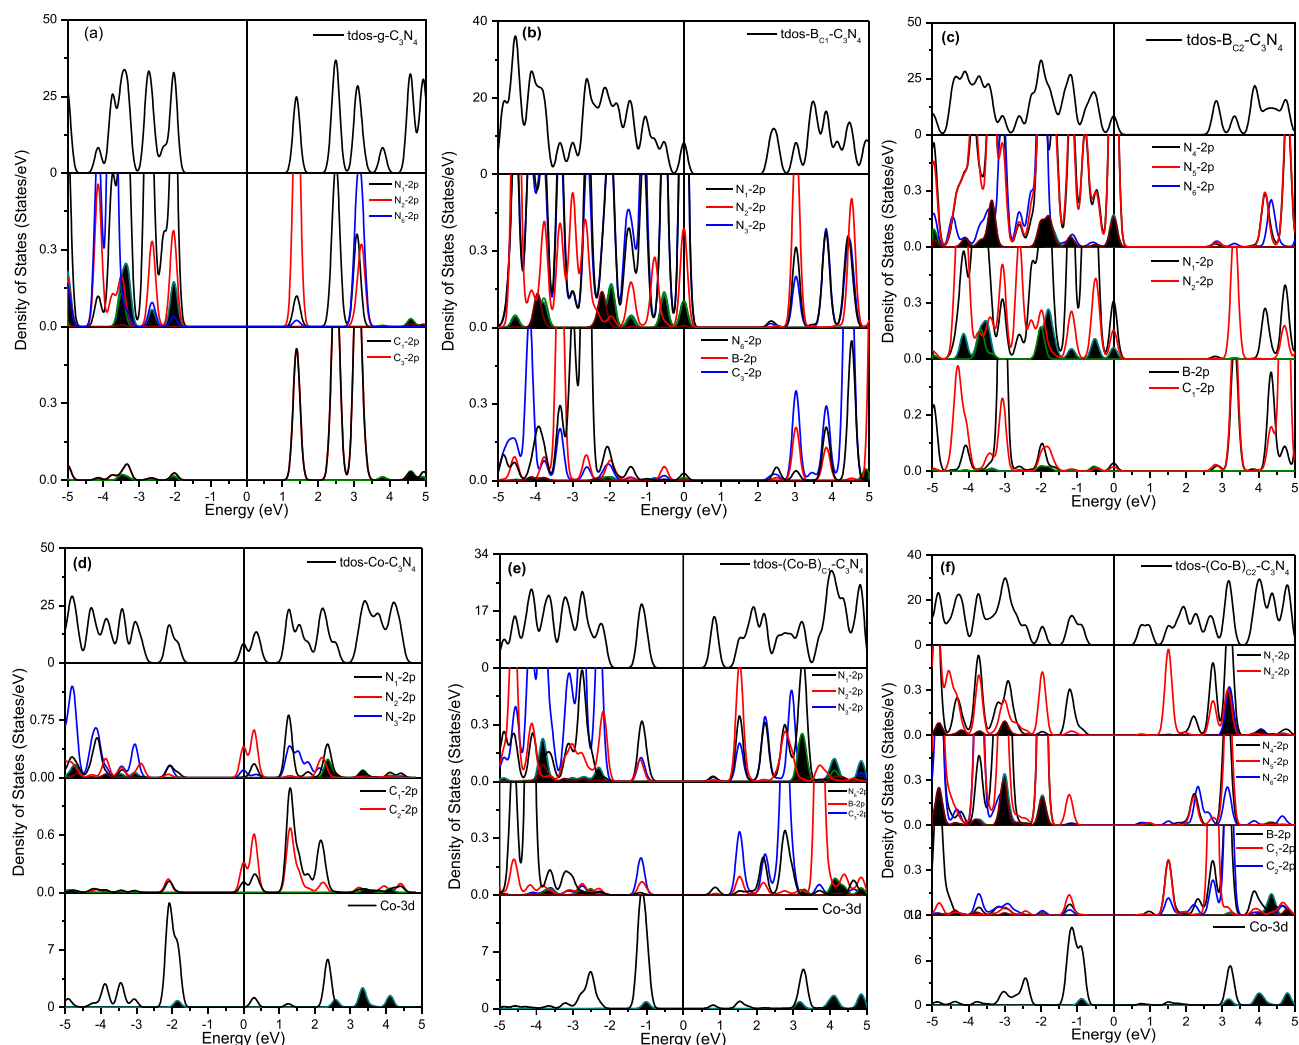 (a)
tdos-g-C3N4
50
25
0
N1-2p
N2-2p
N6-2p
0.3
0.0
C1-2p
C3-2p
0.3
0.0
-5 -4 -3 -2 -1 0 1 2 3 4 5
Energy (eV)
Density of States (States/eV)
(b)
tdos-BC1-C3N4
40
20
0
N1-2p
N2-2p
N3-2p
0.3
0.0
N6-2p
B-2p
C3-2p
0.3
0.0
-5 -4 -3 -2 -1 0 1 2 3 4 5
Energy (eV)
Density of States (States/eV)
(c)
tdos-BC2-C3N4
50
25
0
N4-2p
N5-2p
N6-2p
0.3
0.0
N1-2p
N2-2p
0.3
0.0
B-2p
C1-2p
0.2
0.0
-5 -4 -3 -2 -1 0 1 2 3 4 5
Energy (eV)
Density of States (States/eV)
(d)
tdos-Co-C3N4
50
25
0
N1-2p
N2-2p
N3-2p
0.75
0.00
C1-2p
C2-2p
0.6
0.0
Co-3d
7
0
-5 -4 -3 -2 -1 0 1 2 3 4 5
Energy (eV)
Density of States (States/eV)
(e)
tdos-(Co-B)C1-C3N4
34
17
0
N1-2p
N2-2p
N3-2p
0.3
0.0
N6-2p
B-2p
C3-2p
0.3
0.0
Co-3d
7
0
-5 -4 -3 -2 -1 0 1 2 3 4 5
Energy (eV)
Density of States (States/eV)
(f)
tdos-(Co-B)C2-C3N4
40
20
0
N1-2p
N2-2p
0.3
0.0
N4-2p
N5-2p
N6-2p
0.3
0.0
B-2p
C1-2p
C2-2p
0.3
Co-3d
7
0
-5 -4 -3 -2 -1 0 1 2 3 4 5
Energy (eV)
Density of States (States/eV)